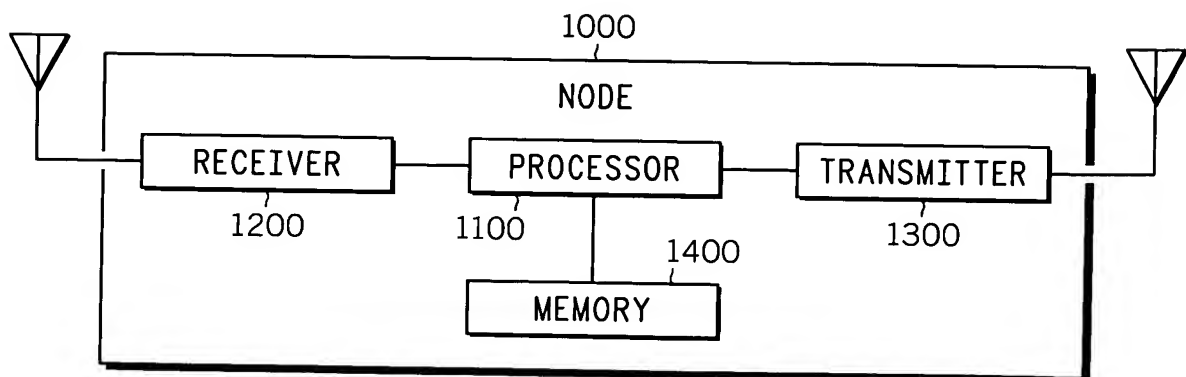 1000
NODE
RECEIVER
PROCESSOR
TRANSMITTER
1200
1100
1300
1400
MEMORY